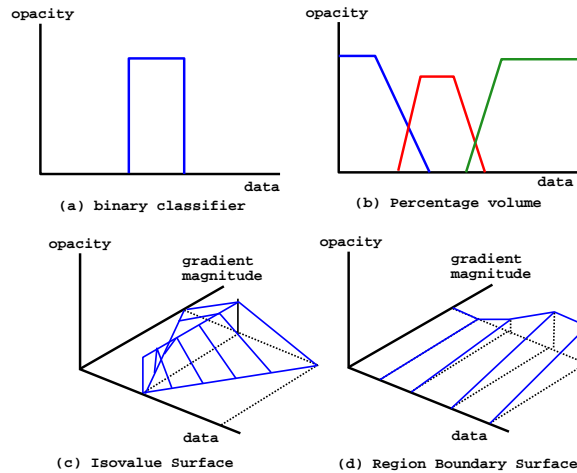 opacity
data
(a) binary classifier
opacity
data
(b) Percentage volume
opacity
gradient
magnitude
data
(c) Isovalue Surface
opacity
gradient
magnitude
data
(d) Region Boundary Surface